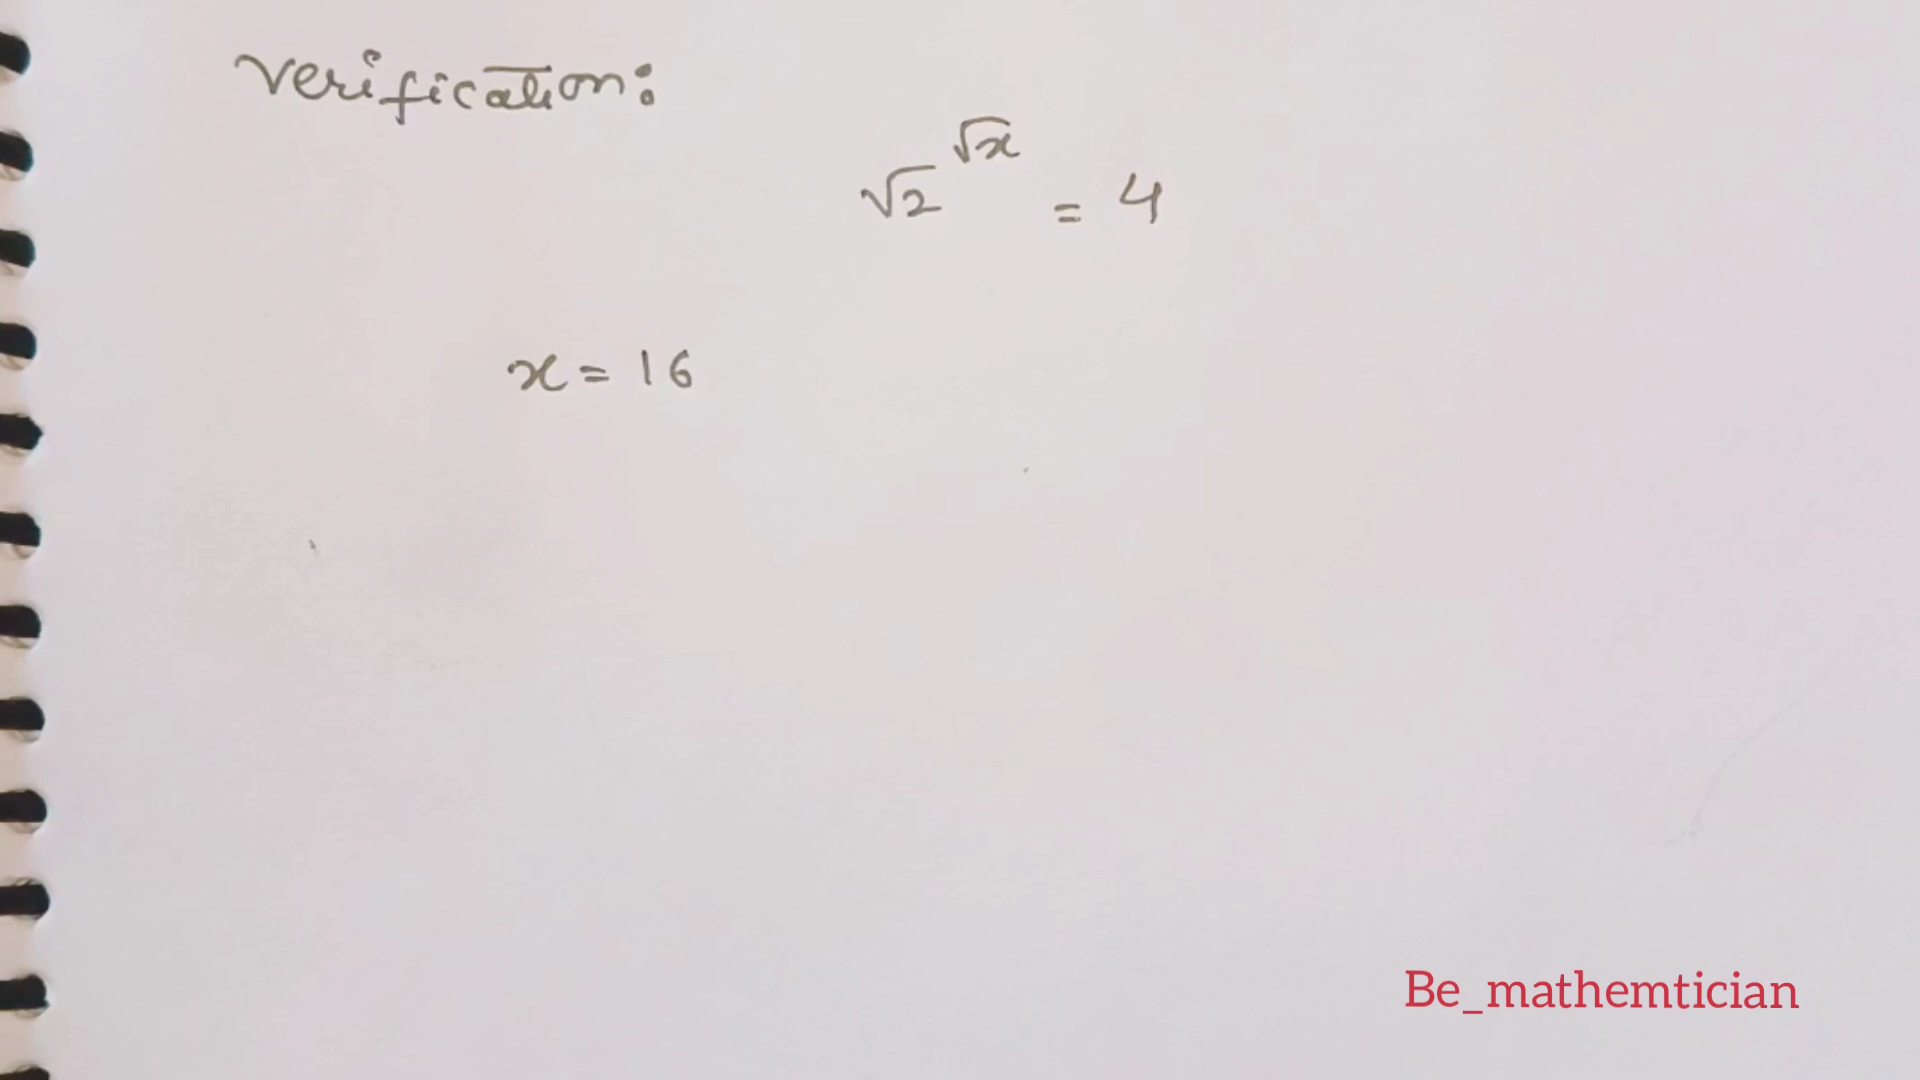 Verification:
√2^√x = 4
x = 16
Be_mathemtician